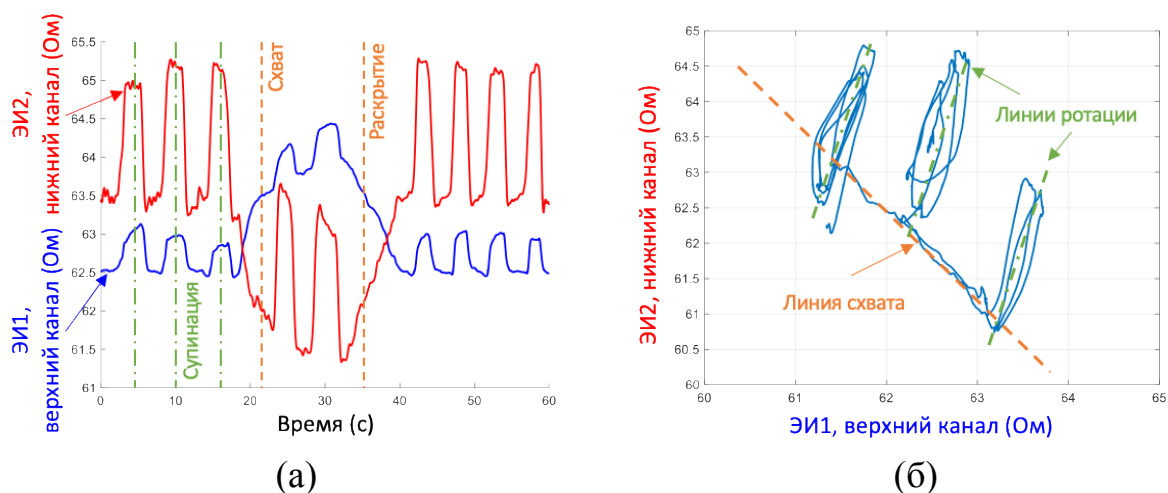 ЭИ2,
нижний канал (Ом)
ЭИ1,
верхний канал (Ом)
65.5
65
64.5
64
63.5
63
62.5
62
61.5
61
0
10
20
30
40
50
60
Время (с)
Супинация
Схват
Раскрытие
(а)
ЭИ2, нижний канал (Ом)
65
64.5
64
63.5
63
62.5
62
61.5
61
60.5
60
60
61
62
63
64
65
ЭИ1, верхний канал (Ом)
Линии ротации
Линия схвата
(б)